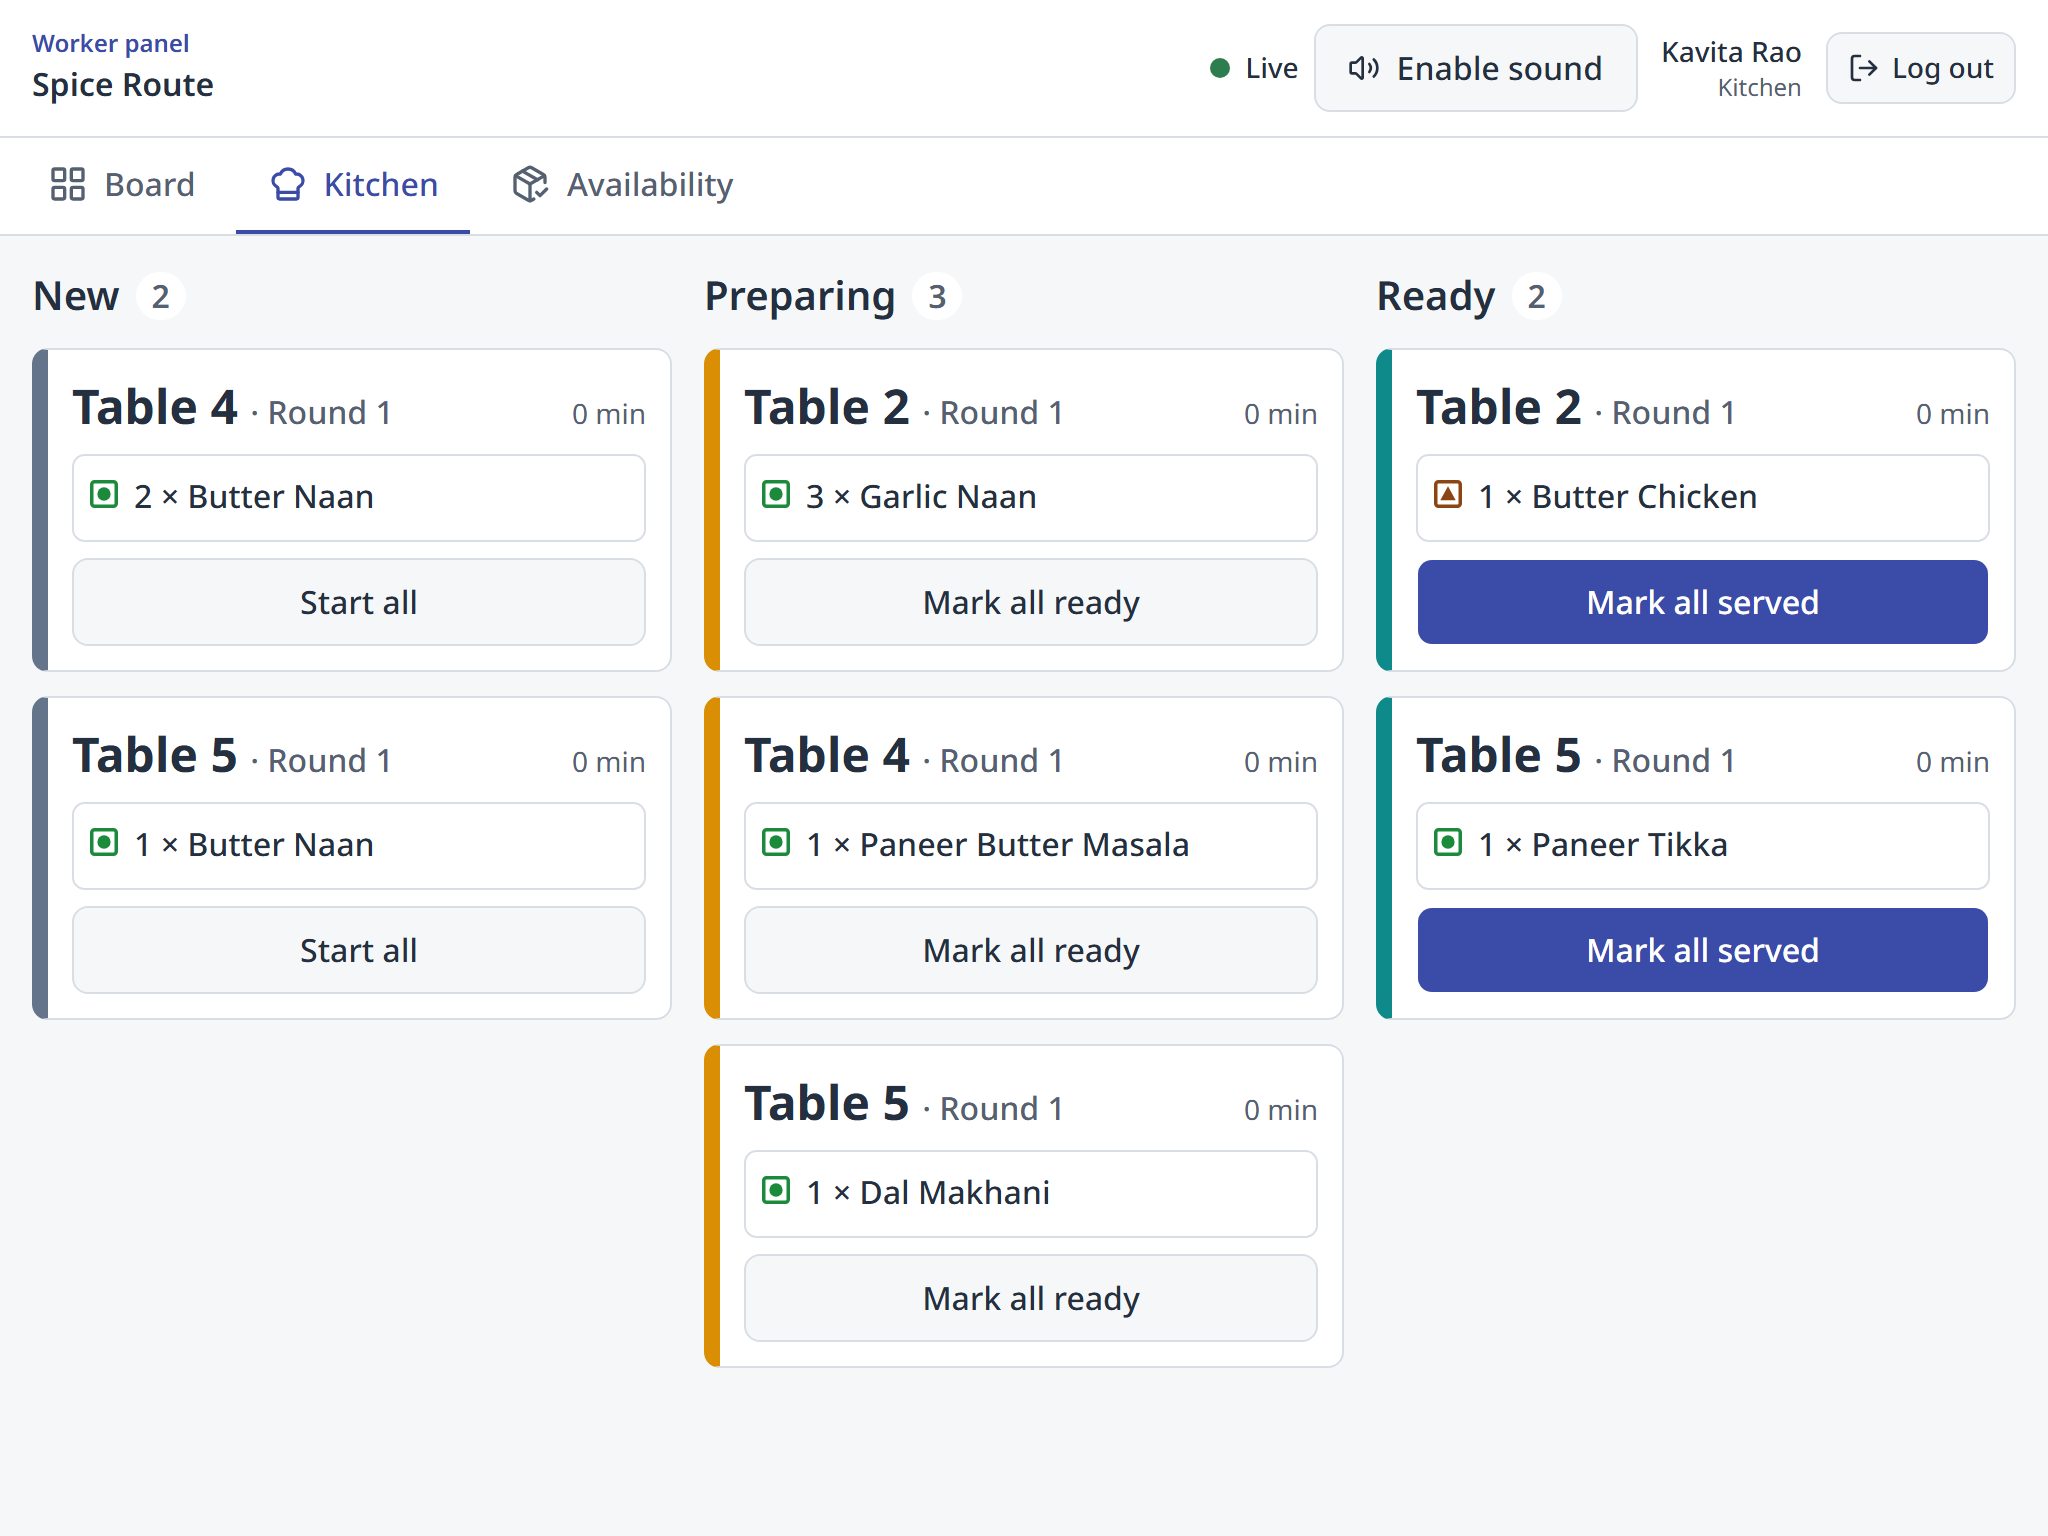 Worker panel
Spice Route
Live
Enable sound
Kavita Rao
Kitchen
Log out
Board
Kitchen
Availability
New 2
Table 4 · Round 1 0 min
2 × Butter Naan
Start all
Table 5 · Round 1 0 min
1 × Butter Naan
Start all
Preparing 3
Table 2 · Round 1 0 min
3 × Garlic Naan
Mark all ready
Table 4 · Round 1 0 min
1 × Paneer Butter Masala
Mark all ready
Table 5 · Round 1 0 min
1 × Dal Makhani
Mark all ready
Ready 2
Table 2 · Round 1 0 min
1 × Butter Chicken
Mark all served
Table 5 · Round 1 0 min
1 × Paneer Tikka
Mark all served